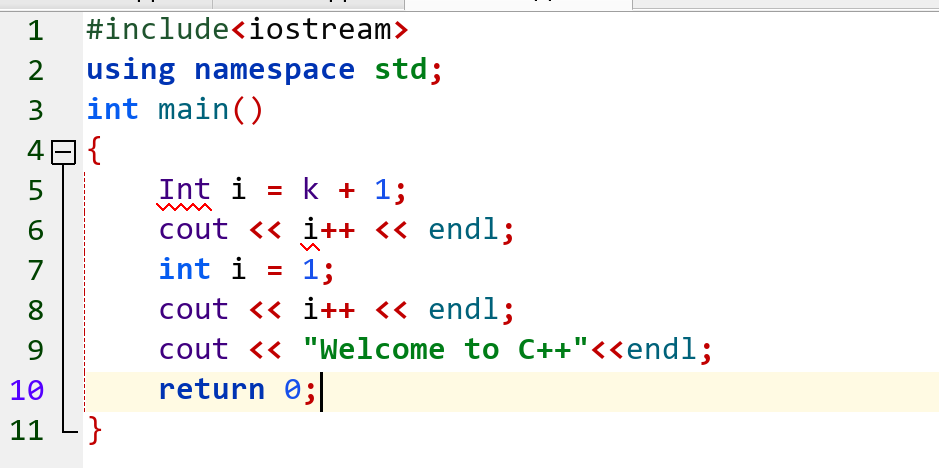 1 #include<iostream>
2 using namespace std;
3 int main()
4 {
5 Int i = k + 1;
6 cout << i++ << endl;
7 int i = 1;
8 cout << i++ << endl;
9 cout << "Welcome to C++"<<endl;
10 return 0;
11 }